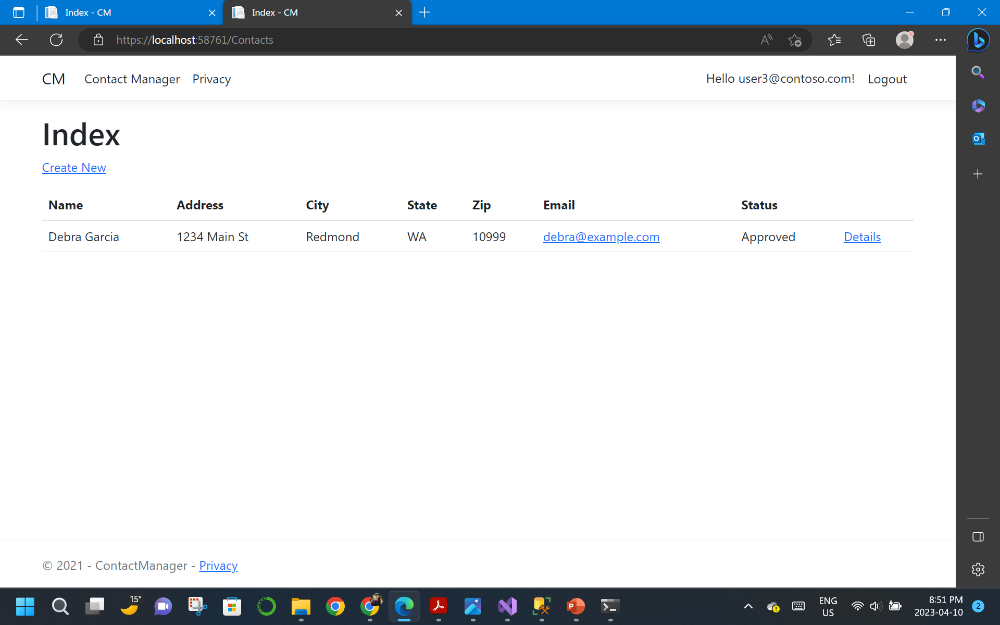 Index - CM
Index - CM
https://localhost:58761/Contacts
CM Contact Manager Privacy Hello user3@contoso.com! Logout
Index
Create New
Name Address City State Zip Email Status
Debra Garcia 1234 Main St Redmond WA 10999 debra@example.com Approved Details
© 2021 - ContactManager - Privacy
15°
ENG
US
8:51 PM
2023-04-10
2